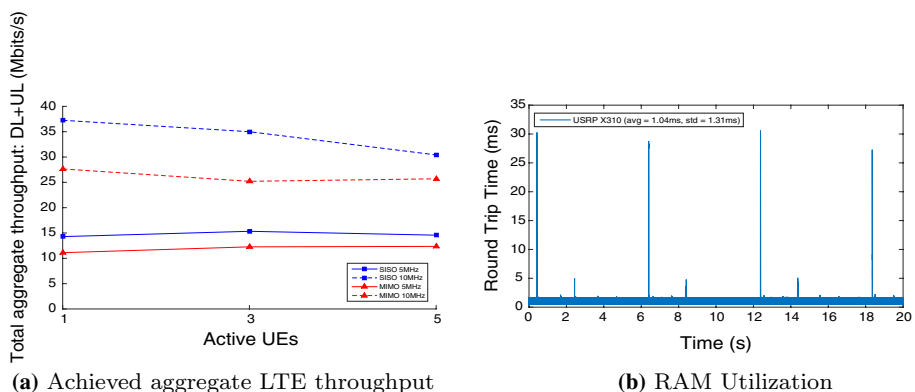 Total aggregate throughput: DL+UL (Mbits/s)
40
35
30
25
20
15
10
5
0
1
3
5
Active UEs
SISO 5MHz
SISO 10MHz
MIMO 5MHz
MIMO 10MHz
(a) Achieved aggregate LTE throughput
Round Trip Time (ms)
35
30
25
20
15
10
5
0
0 2 4 6 8 10 12 14 16 18 20
Time (s)
USRP X310 (avg = 1.04ms, std = 1.31ms)
(b) RAM Utilization